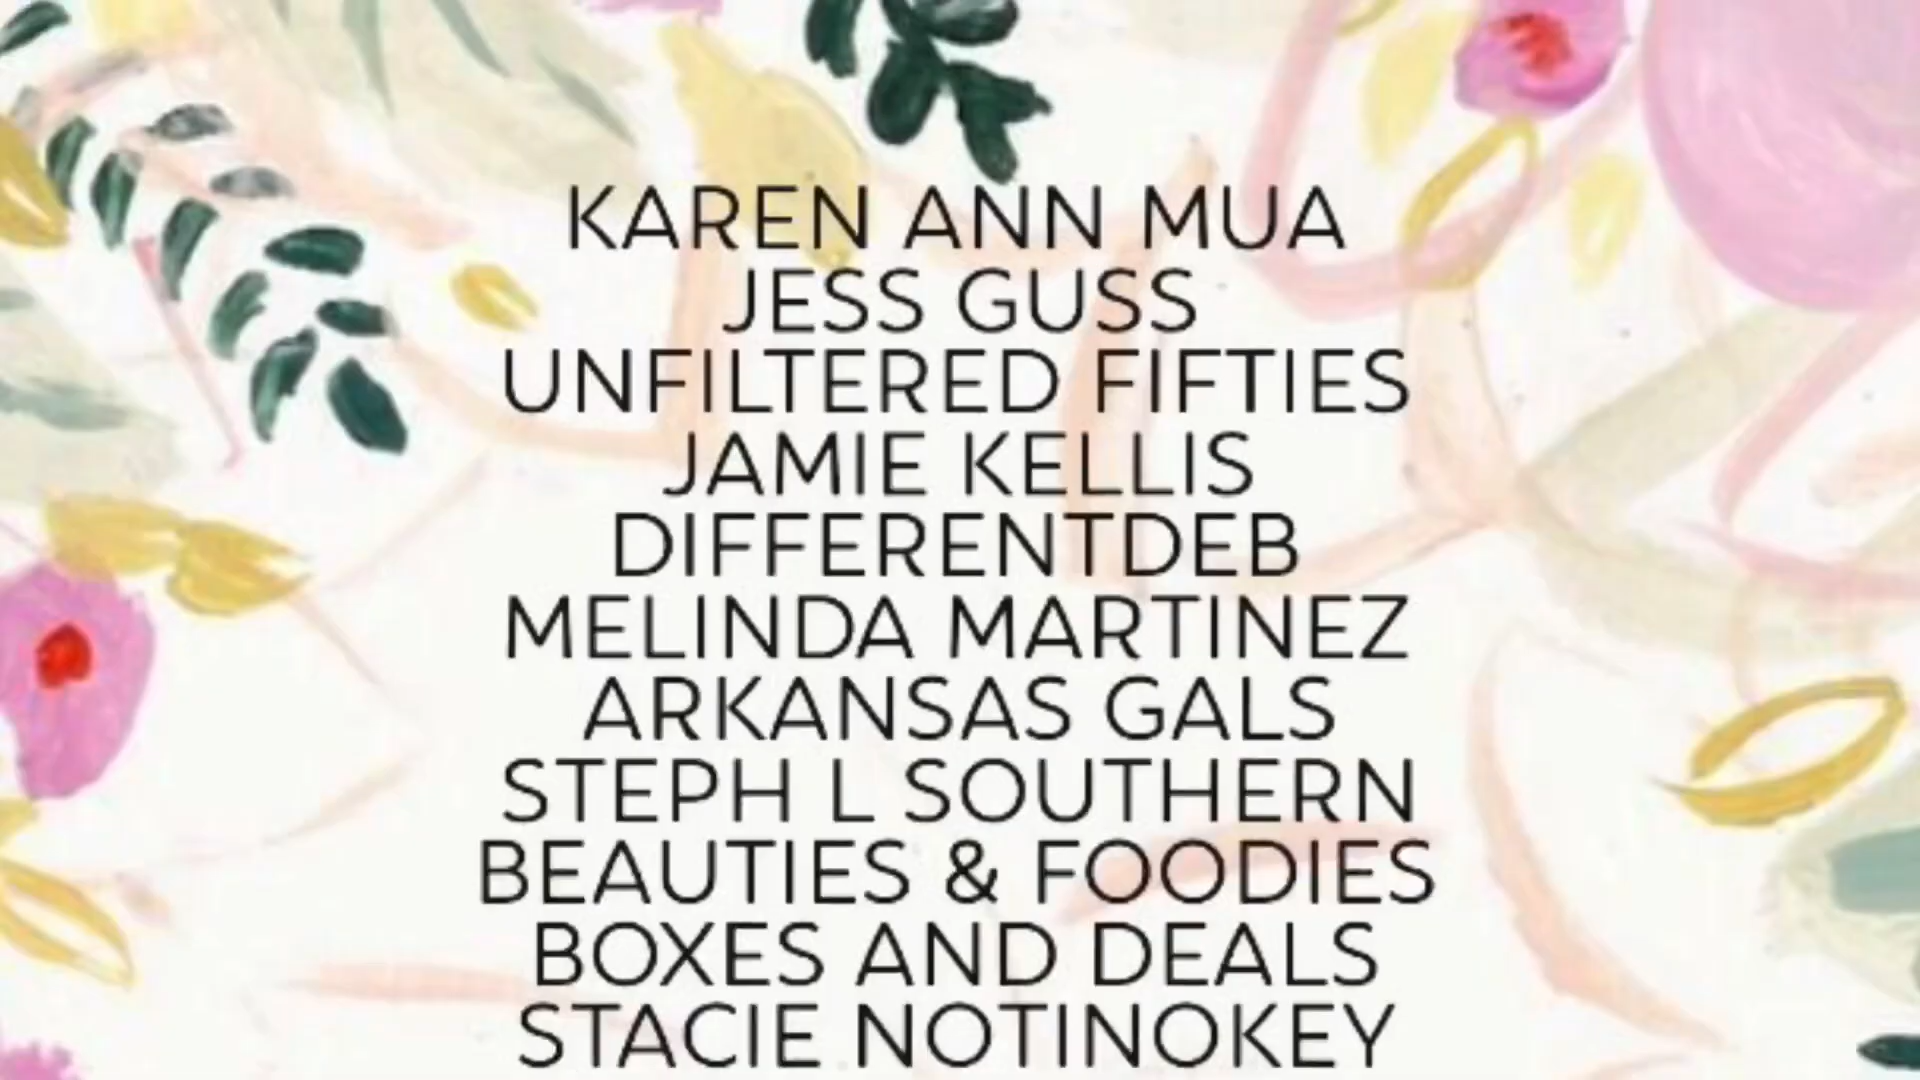 KAREN ANN MUA
JESS GUSS
UNFILTERED FIFTIES
JAMIE KELLIS
DIFFERENTDEB
MELINDA MARTINEZ
ARKANSAS GALS
STEPH L SOUTHERN
BEAUTIES & FOODIES
BOXES AND DEALS
STACIE NOTINOKEY